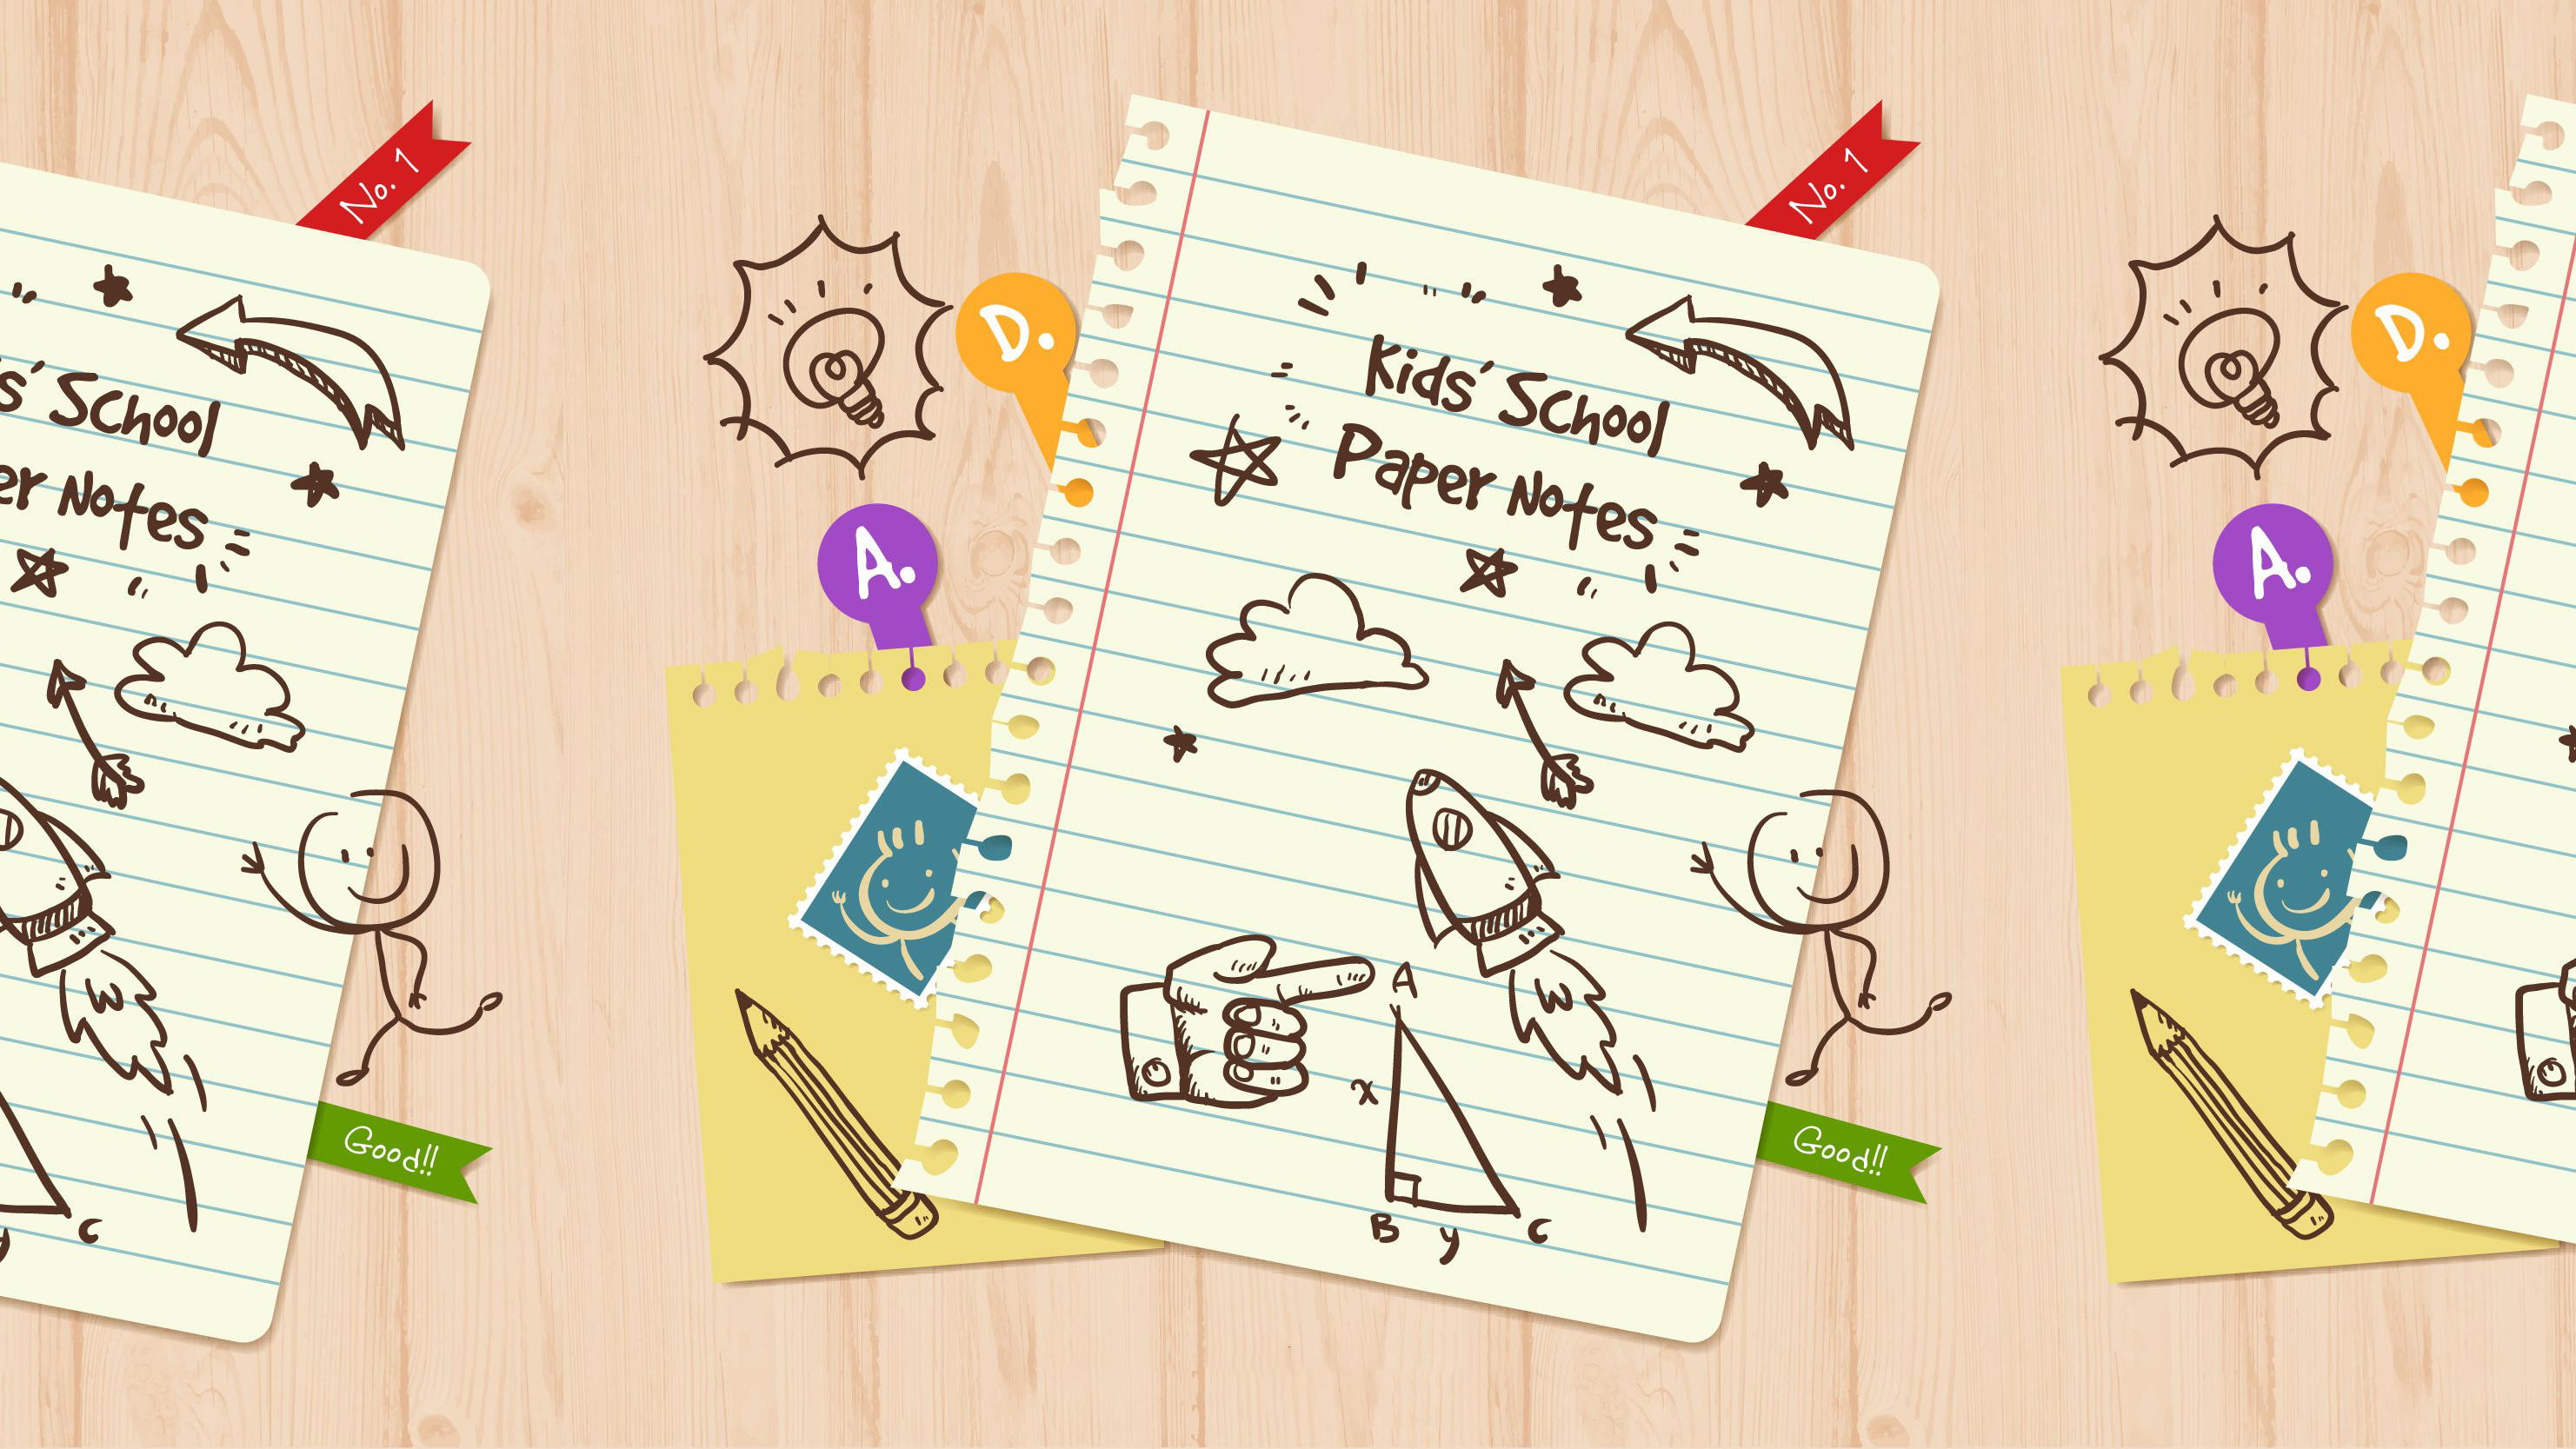 No. 1
s' School
er Notes
C
Good!!
No. 1
D.
Kids' School
Paper Notes
A.
A
x
B
y
C
Good!!
D.
A.